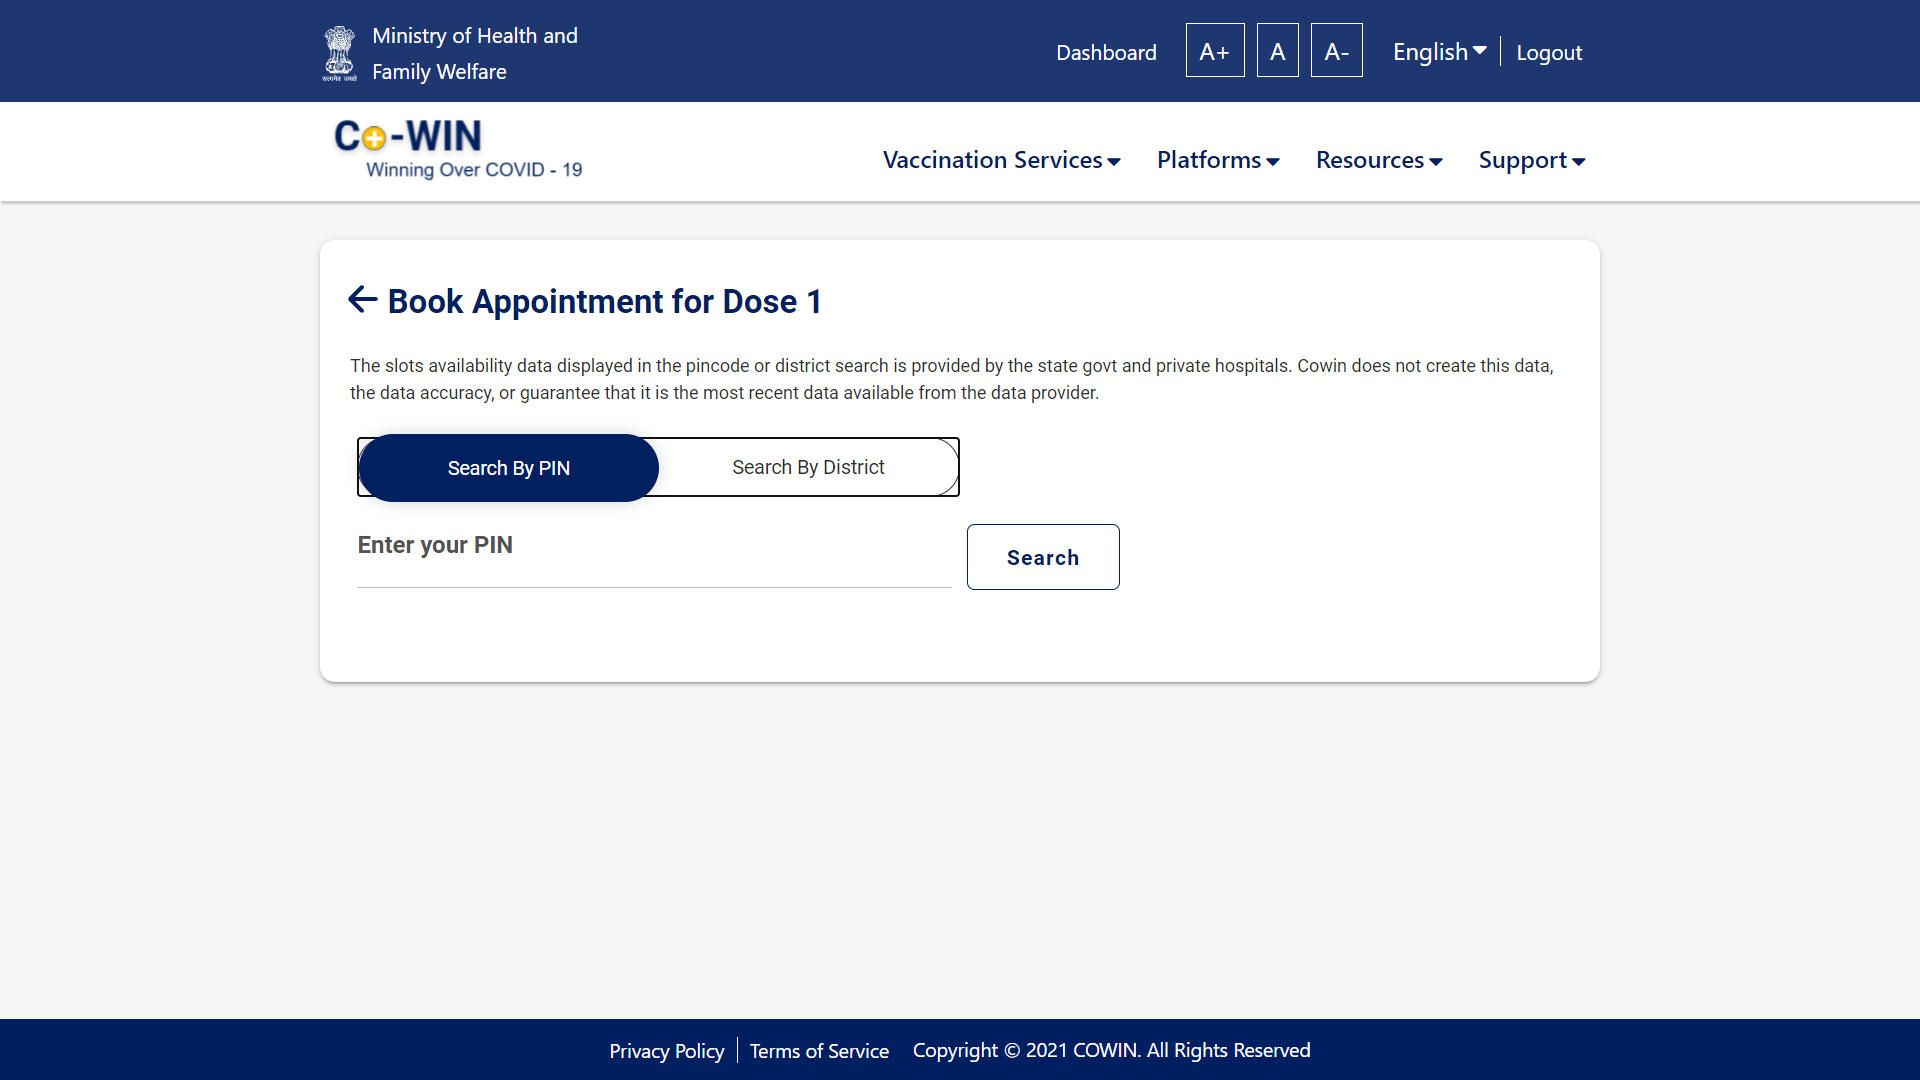 Ministry of Health and
Family Welfare
सत्यमेव जयते
Dashboard
A+
A
A-
English
Logout
Co-WIN
Winning Over COVID - 19
Vaccination Services
Platforms
Resources
Support
Book Appointment for Dose 1
The slots availability data displayed in the pincode or district search is provided by the state govt and private hospitals. Cowin does not create this data,
the data accuracy, or guarantee that it is the most recent data available from the data provider.
Search By PIN
Search By District
Enter your PIN
Search
Privacy Policy
Terms of Service
Copyright © 2021 COWIN. All Rights Reserved